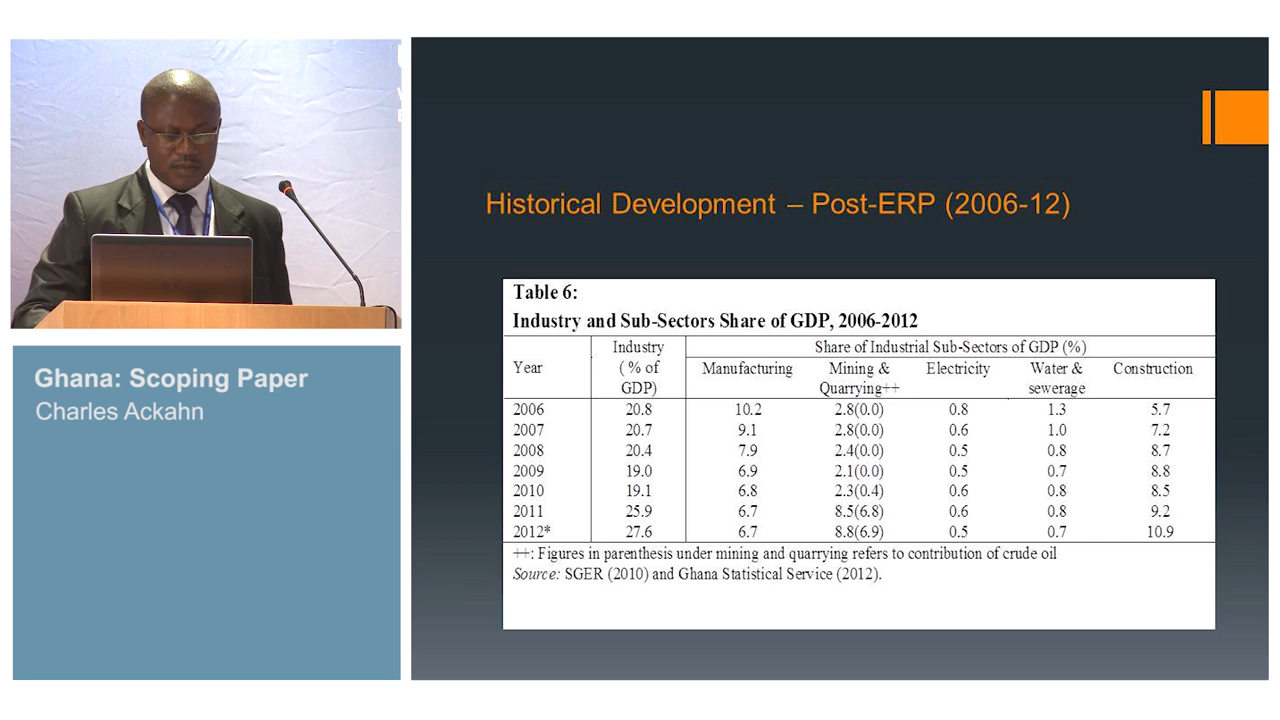 Ghana: Scoping Paper
Charles Ackahn
Historical Development – Post-ERP (2006-12)
Table 6:
Industry and Sub-Sectors Share of GDP, 2006-2012
Year Industry ( % of GDP) Share of Industrial Sub-Sectors of GDP (%)
Manufacturing Mining & Quarrying++ Electricity Water & sewerage Construction
2006 20.8 10.2 2.8(0.0) 0.8 1.3 5.7
2007 20.7 9.1 2.8(0.0) 0.6 1.0 7.2
2008 20.4 7.9 2.4(0.0) 0.5 0.8 8.7
2009 19.0 6.9 2.1(0.0) 0.5 0.7 8.8
2010 19.1 6.8 2.3(0.4) 0.6 0.8 8.5
2011 25.9 6.7 8.5(6.8) 0.6 0.8 9.2
2012* 27.6 6.7 8.8(6.9) 0.5 0.7 10.9
++: Figures in parenthesis under mining and quarrying refers to contribution of crude oil
Source: SGER (2010) and Ghana Statistical Service (2012).